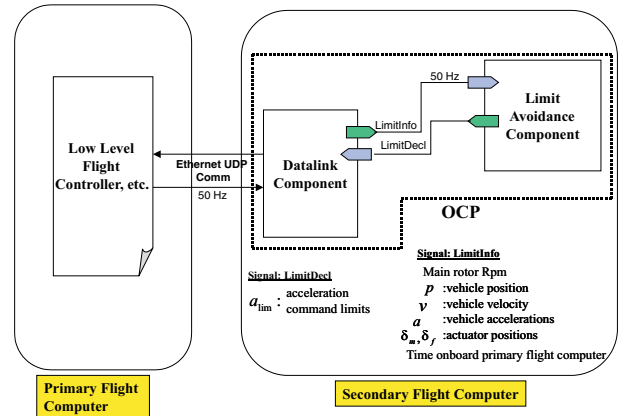 Low Level
Flight
Controller, etc.
Ethernet UDP
Comm
50 Hz
Datalink
Component
LimitInfo
LimitDecl
50 Hz
Limit
Avoidance
Component
OCP
Signal: LimitDecl
a_lim : acceleration
command limits
Signal: LimitInfo
Main rotor Rpm
p :vehicle position
v :vehicle velocity
a :vehicle accelerations
δ_m, δ_f :actuator positions
Time onboard primary flight computer
Primary Flight
Computer
Secondary Flight Computer